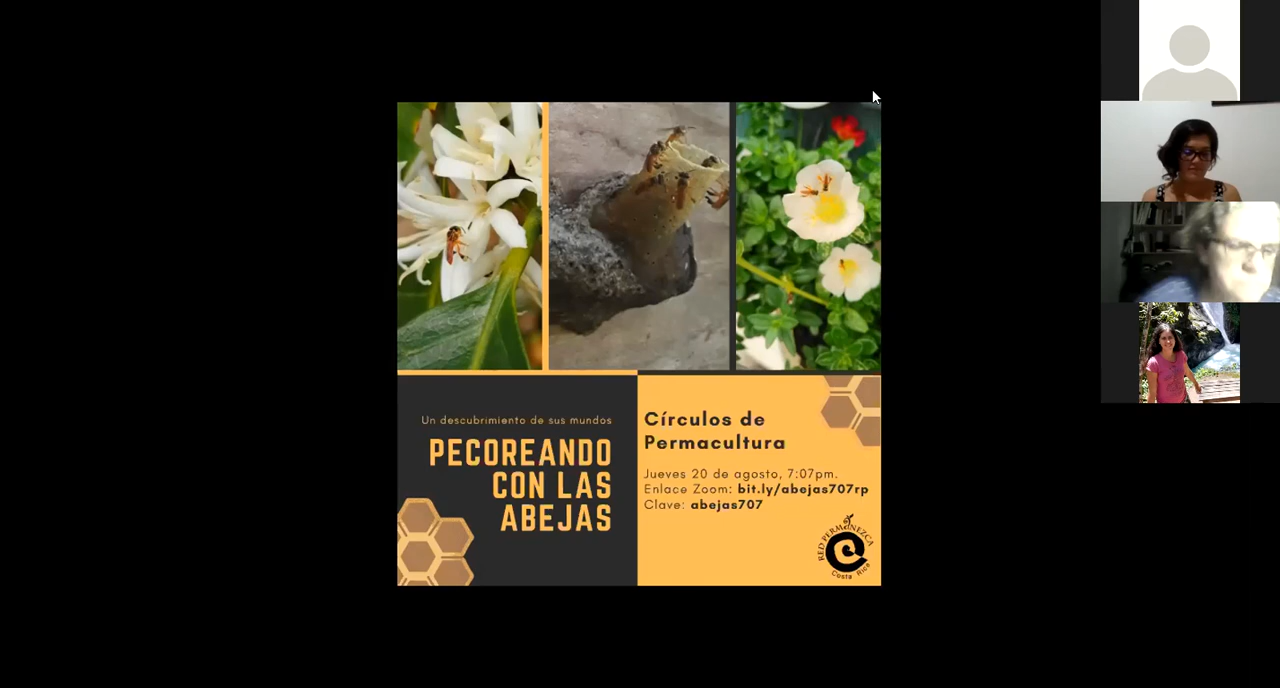 Un descubrimiento de sus mundos
PECOREANDO
CON LAS
ABEJAS
Círculos de
Permacultura
Jueves 20 de agosto, 7:07pm.
Enlace Zoom: bit.ly/abejas707rp
Clave: abejas707
RED PERMANEZCA
Costa Rica